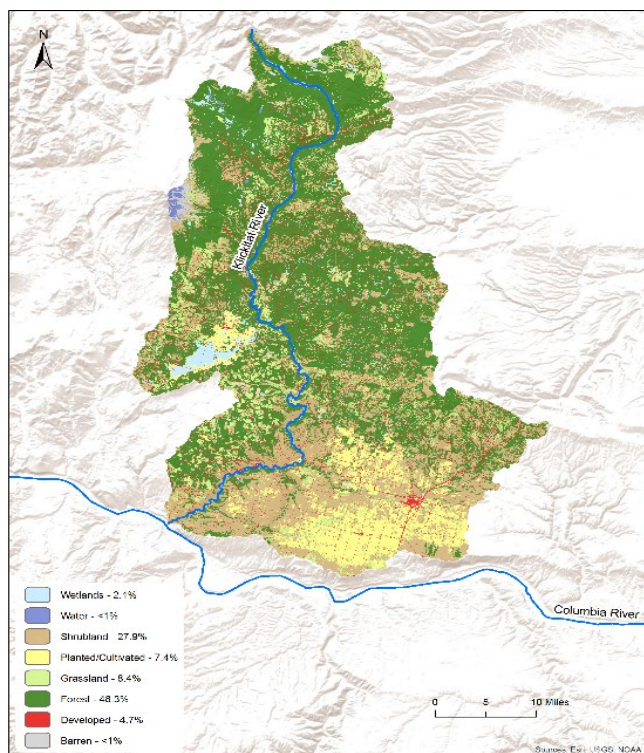 N
Klickitat River
Columbia River
Wetlands - 2.1%
Water - <1%
Shrubland - 27.9%
Planted/Cultivated - 7.4%
Grassland - 8.4%
Forest - 48.3%
Developed - 4.7%
Barren - <1%
0 5 10 Miles
Sources: Esri, USGS, NOAA